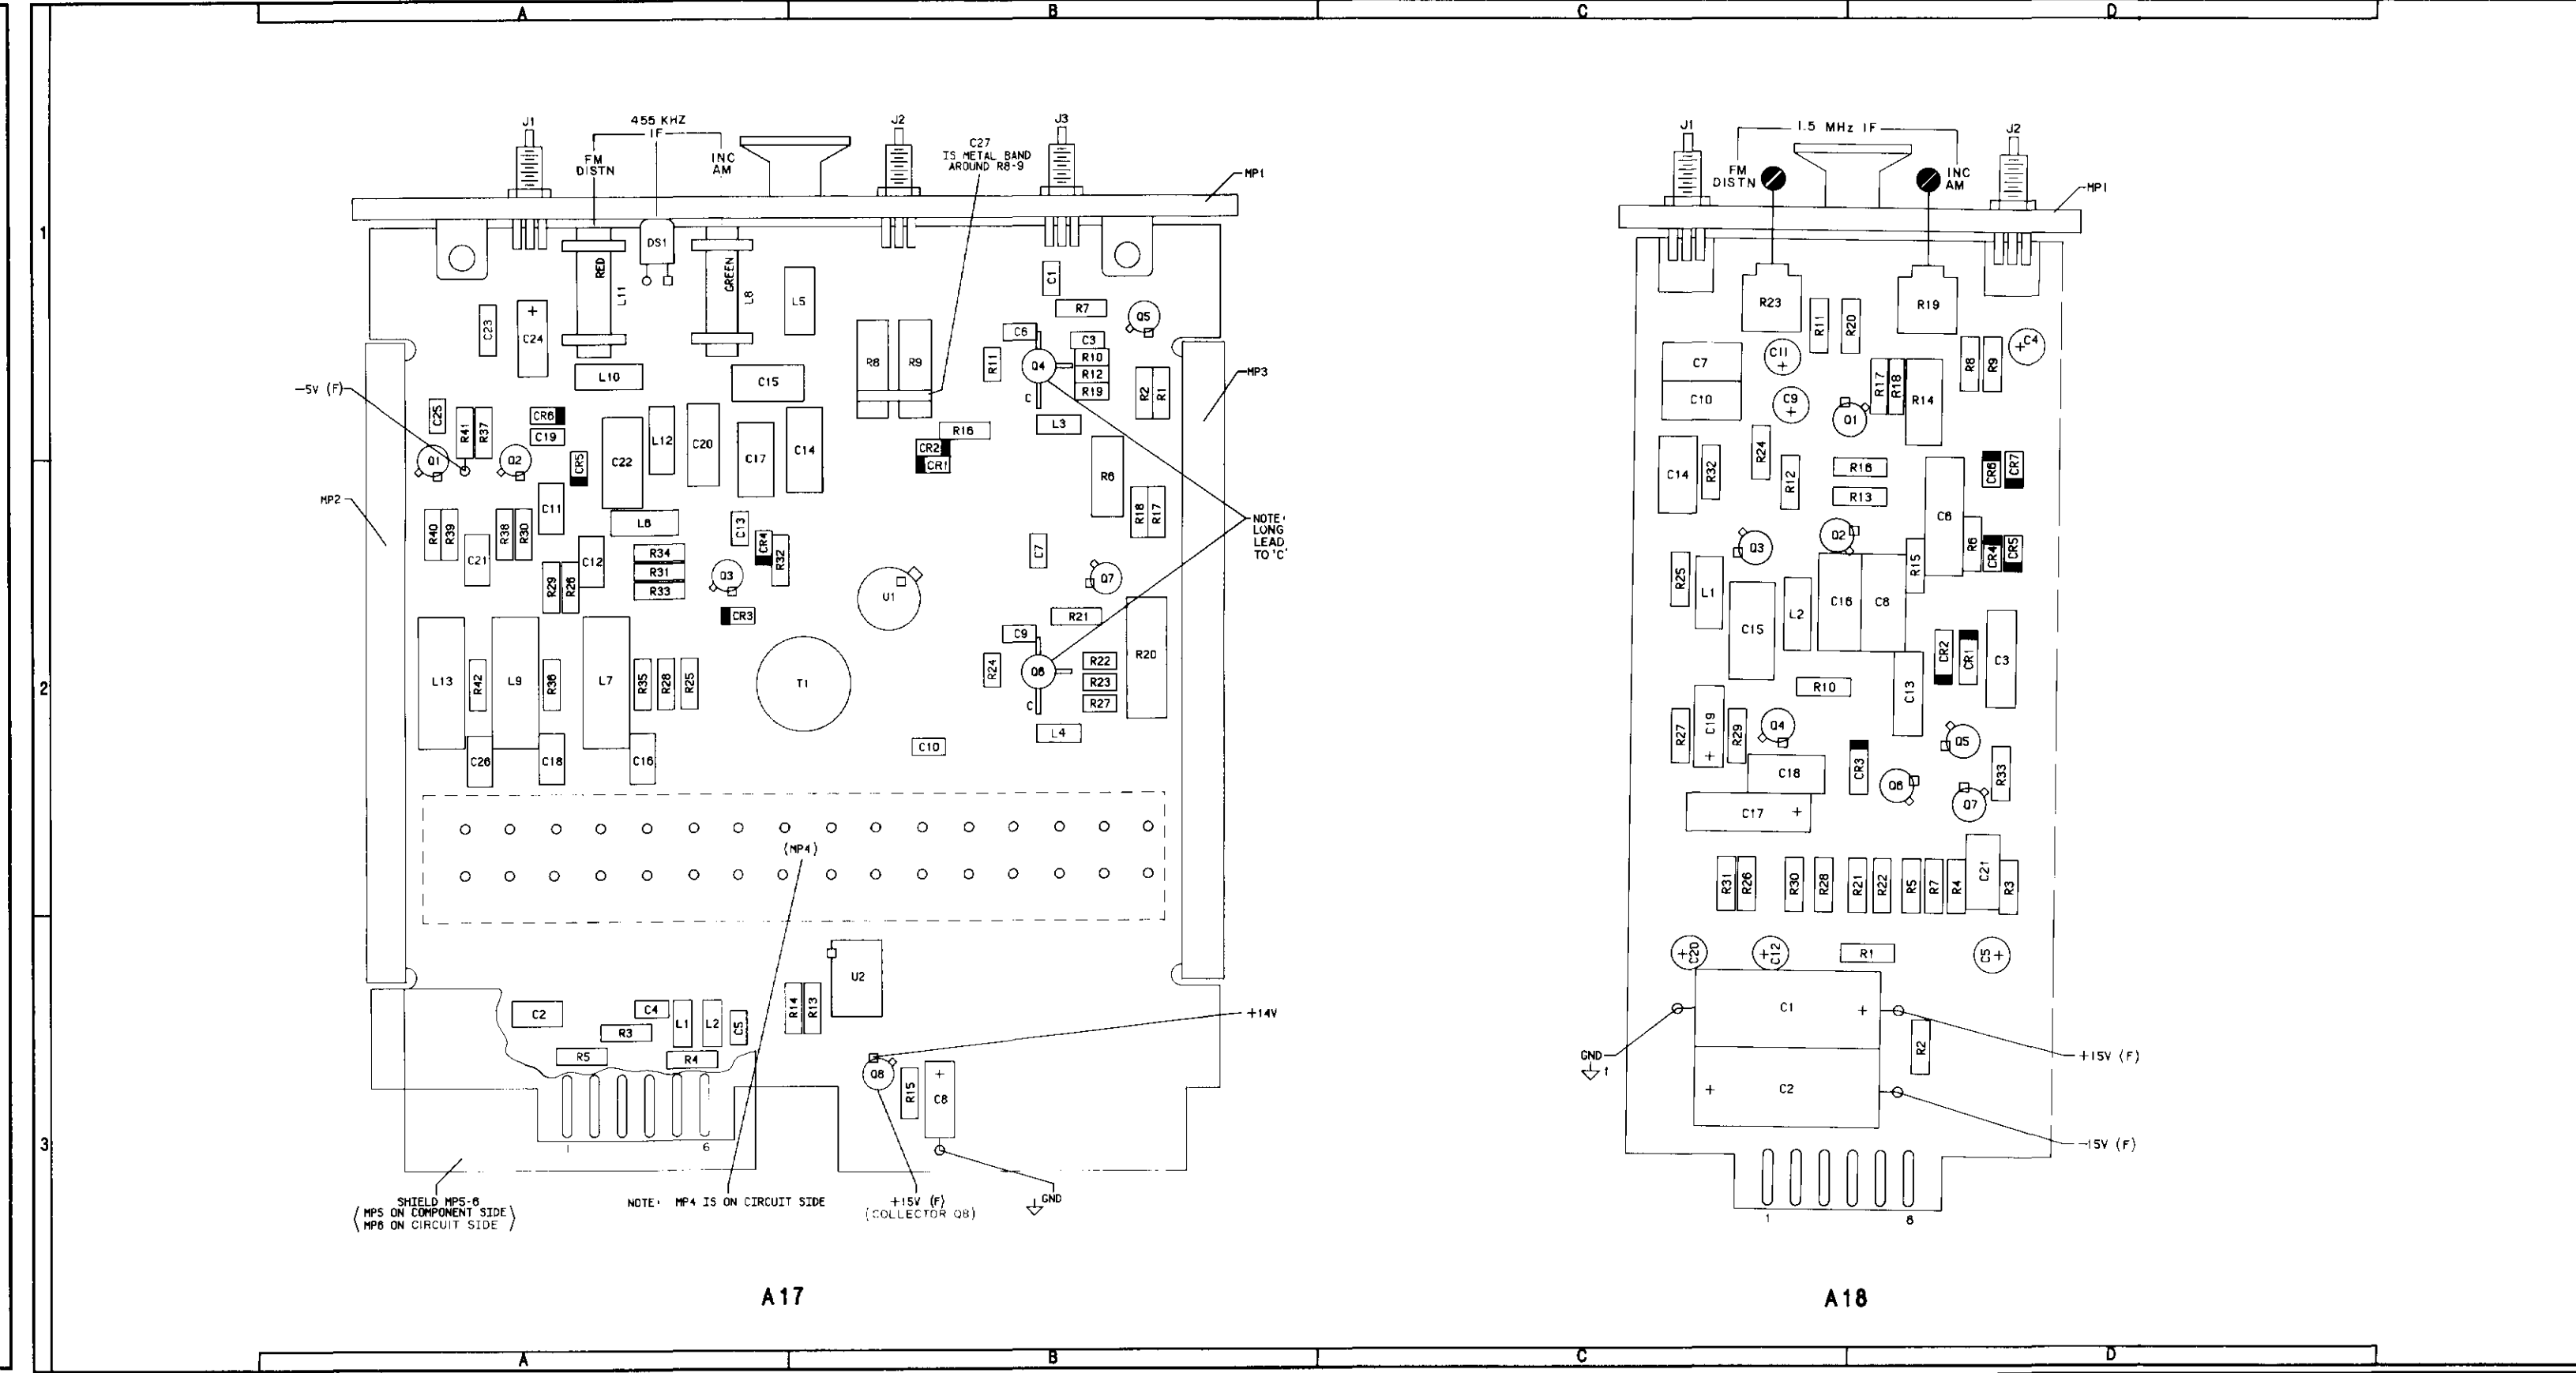 A B C D
1
2
3
J1
455 KHZ
IF
FM
DISTN
INC
AM
J2
J3
C27
IS METAL BAND
AROUND R8-9
MP1
DS1
RED
L11
GREEN
L8
L5
C1
R7
Q5
C23
+
C24
C6
C3
R8
R9
R11
Q4
R10
R12
R19
L10
C15
R2
R1
MP3
-5V (F)
C25
R41
R37
CR6
C19
L12
C20
C
L3
R16
CR2
CR1
Q1
Q2
CR5
C22
C17
C14
R6
MP2
C11
L6
C13
R18
R17
NOTE:
LONG
LEAD
TO 'C'
R40
R39
C21
R38
R30
C12
R34
R31
R33
CR4
R32
C7
R29
R26
Q3
U1
Q7
CR3
R21
C9
R20
L13
R42
L9
R36
L7
R35
R28
R25
T1
R24
Q6
R22
R23
R27
C
L4
C10
C26
C18
C16
(MP4)
U2
C2
C4
L1
L2
C5
R14
R13
R3
R5
R4
+14V
Q8
R15
+
C8
1
6
SHIELD MP5-6
MP5 ON COMPONENT SIDE
MP6 ON CIRCUIT SIDE
NOTE: MP4 IS ON CIRCUIT SIDE
+15V (F)
(COLLECTOR Q8)
GND
A17
J1
1.5 MHz IF
J2
FM
DISTN
INC
AM
MP1
R23
R11
R20
R19
C7
C11
+
R8
R9
+C4
C10
C9
+
R17
R18
R14
Q1
C14
R32
R24
R12
R16
R13
CR6
CR7
C6
Q3
Q2
R6
CR4
CR5
R25
L1
C15
L2
C16
C8
R15
CR2
CR1
C3
R10
C13
R27
C19
+
R29
Q4
Q5
C18
CR3
Q6
R33
Q7
C17 +
R31
R26
R30
R28
R21
R22
R5
R7
R4
C21
R3
+C20
+C12
R1
C5+
C1 +
R2
GND
1
+15V (F)
+ C2
-15V (F)
1
6
A18
A B C D